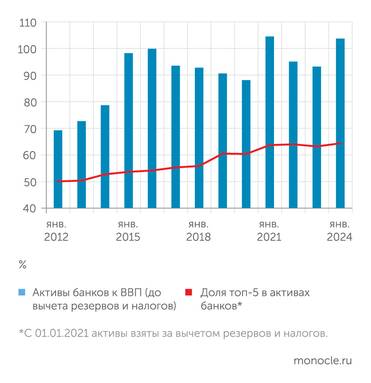 110
100
90
80
70
60
50
40
янв. янв. янв. янв. янв.
2012 2015 2018 2021 2024
%
Активы банков к ВВП (до вычета резервов и налогов)
Доля топ-5 в активах банков*
*С 01.01.2021 активы взяты за вычетом резервов и налогов.
monocle.ru